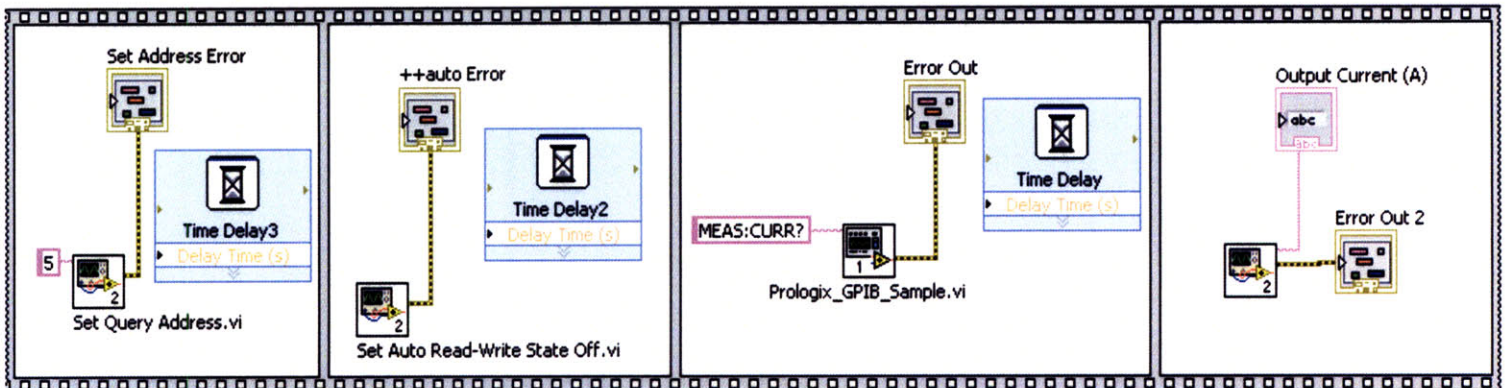 Set Address Error
Time Delay3
Delay Time (s)
5
2
Set Query Address.vi
++auto Error
Time Delay2
Delay Time (s)
2
Set Auto Read-Write State Off.vi
Error Out
Time Delay
Delay Time (s)
MEAS:CURR?
1
Prologix_GPIB_Sample.vi
Output Current (A)
abc
abc
Error Out 2
2